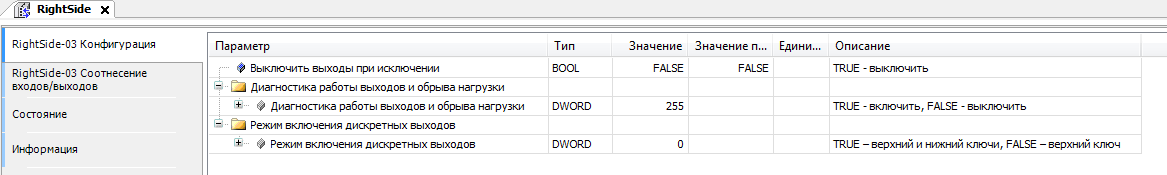 RightSide
RightSide-03 Конфигурация
RightSide-03 Соотнесение
входов/выходов
Состояние
Информация
Параметр Тип Значение Значение п... Едини... Описание
Выключить выходы при исключении BOOL FALSE FALSE TRUE - выключить
Диагностика работы выходов и обрыва нагрузки
Диагностика работы выходов и обрыва нагрузки DWORD 255 TRUE - включить, FALSE - выключить
Режим включения дискретных выходов
Режим включения дискретных выходов DWORD 0 TRUE – верхний и нижний ключи, FALSE – верхний ключ